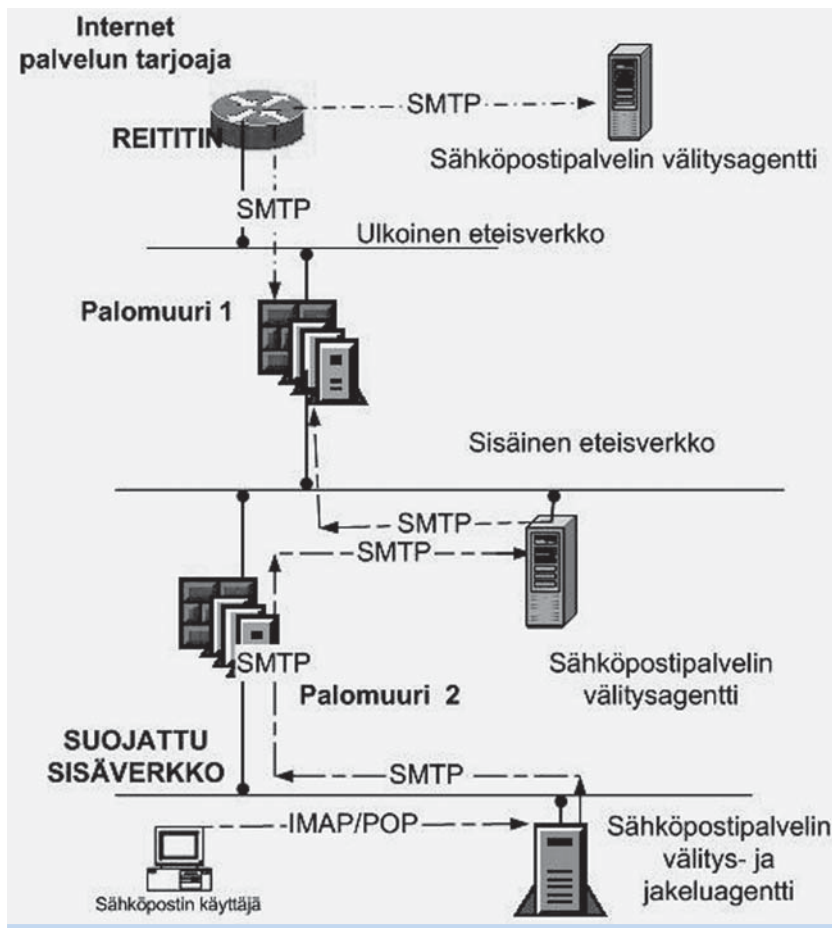 Internet
palvelun tarjoaja
SMTP
REITITIN
Sähköpostipalvelin välitysagentti
SMTP
Ulkoinen eteisverkko
Palomuuri 1
Sisäinen eteisverkko
SMTP
SMTP
SMTP
Sähköpostipalvelin
välitysagentti
Palomuuri 2
SUOJATTU
SISÄVERKKO
SMTP
IMAP/POP
Sähköpostipalvelin
välitys- ja
jakeluagentti
Sähköpostin käyttäjä